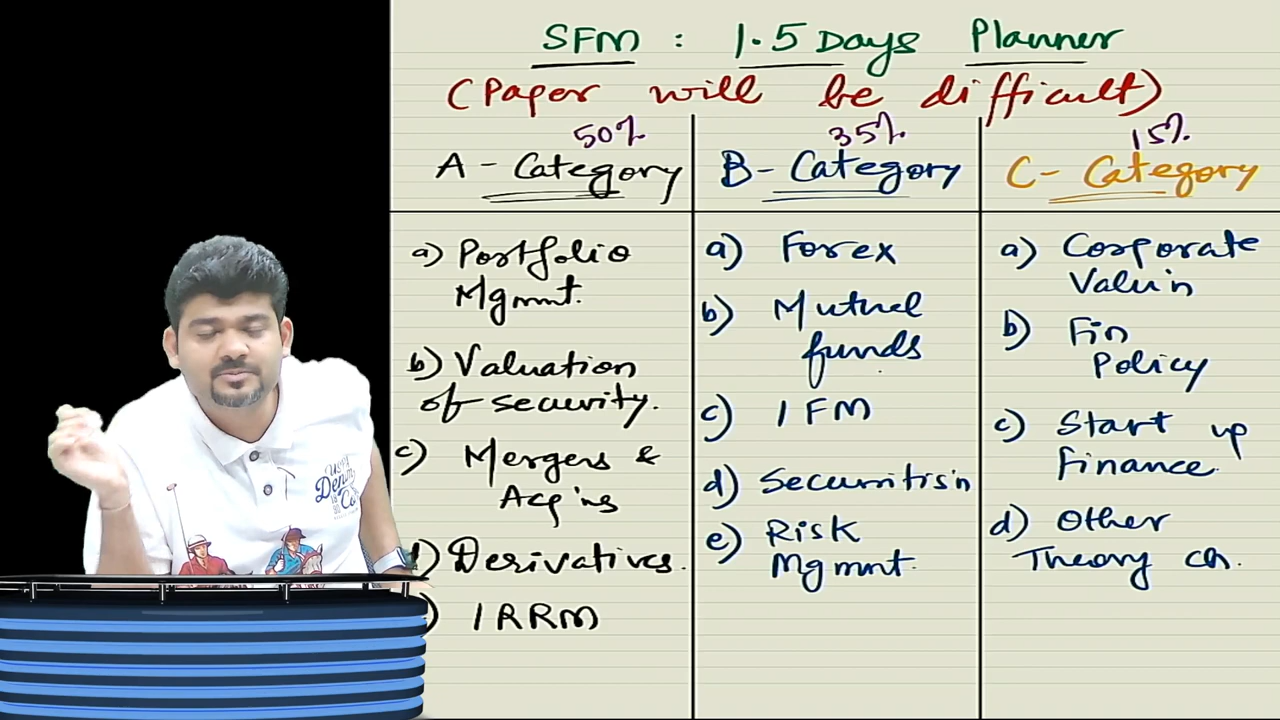 SFM : 1.5 Days Planner
(Paper will be difficult)
50%
A - Category
a) Portfolio
Mgmnt.
b) Valuation
of security.
c) Mergers &
Acq'ns
d) Derivatives.
) IRRM
35%
B - Category
a) Forex
b) Mutual
funds
c) IFM
d) Securitis'n
e) Risk
Mgmnt.
15%
C - Category
a) Corporate
Valu'n
b) Fin
Policy
c) Start up
finance.
d) Other
Theory Ch.
Denim
Co